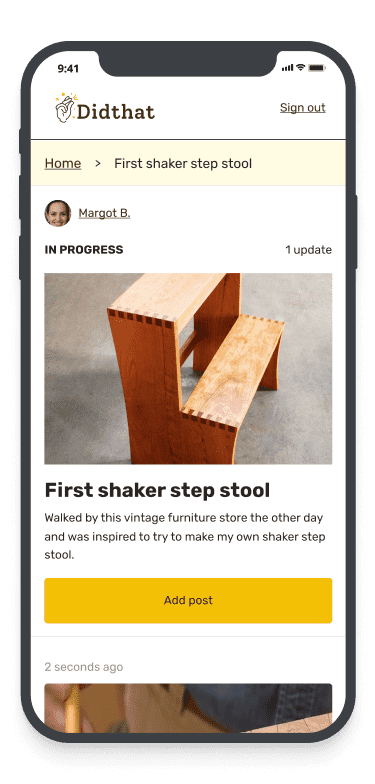 9:41
Didthat
Sign out
Home > First shaker step stool
Margot B.
IN PROGRESS
1 update
First shaker step stool
Walked by this vintage furniture store the other day
and was inspired to try to make my own shaker step
stool.
Add post
2 seconds ago